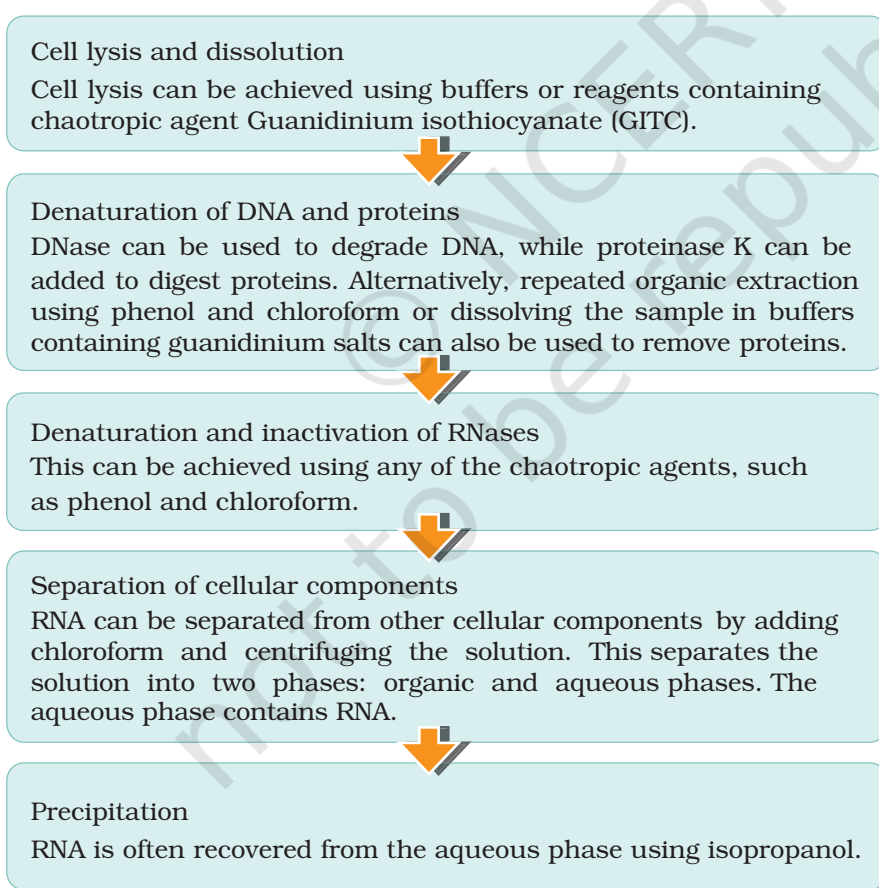 Cell lysis and dissolution
Cell lysis can be achieved using buffers or reagents containing
chaotropic agent Guanidinium isothiocyanate (GITC).
Denaturation of DNA and proteins
DNase can be used to degrade DNA, while proteinase K can be
added to digest proteins. Alternatively, repeated organic extraction
using phenol and chloroform or dissolving the sample in buffers
containing guanidinium salts can also be used to remove proteins.
Denaturation and inactivation of RNases
This can be achieved using any of the chaotropic agents, such
as phenol and chloroform.
Separation of cellular components
RNA can be separated from other cellular components by adding
chloroform and centrifuging the solution. This separates the
solution into two phases: organic and aqueous phases. The
aqueous phase contains RNA.
Precipitation
RNA is often recovered from the aqueous phase using isopropanol.
© NCER
not to be repub